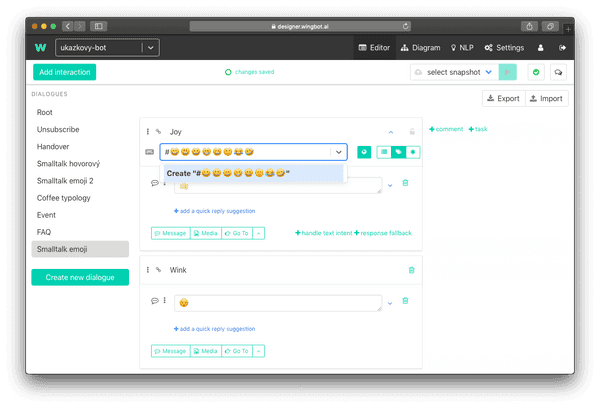 designer.wingbot.ai
W
ukazkovy-bot
Editor
Diagram
NLP
Settings
Add interaction
changes saved
select snapshot
DIALOGUES
Export
Import
Root
Unsubscribe
Handover
Smalltalk hovorový
Smalltalk emoji 2
Coffee typology
Event
FAQ
Smalltalk emoji
Create new dialogue
Joy
+comment +task
#
Create "#"
+add a quick reply suggestion
Message
Media
Go To
+handle text intent +response fallback
Wink
+add a quick reply suggestion
Message
Media
Go To